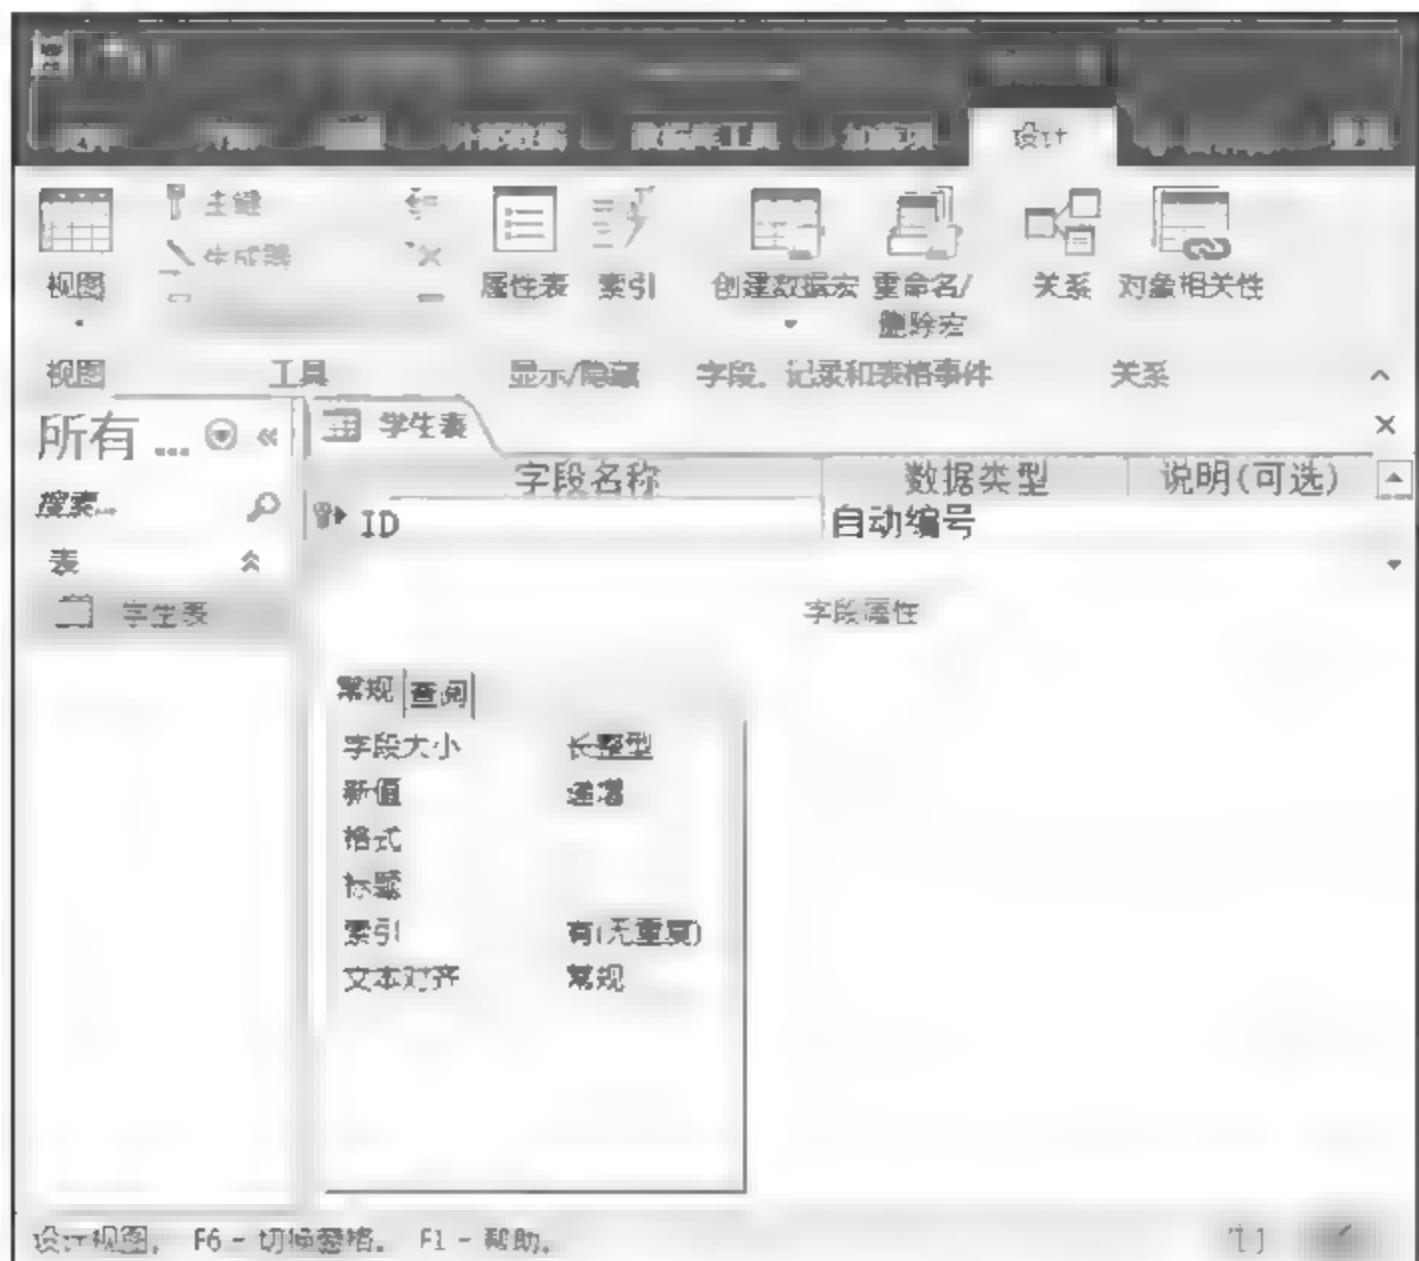 设计
主键
生成器
视图
属性表
索引
创建数据宏
重命名/
删除宏
关系
对象相关性
视图
工具
显示/隐藏
字段、记录和表格事件
关系
所有 ...
学生表
搜索...
字段名称
数据类型
说明(可选)
ID
自动编号
表
学生表
字段属性
常规
查阅
字段大小
长整型
新值
递增
格式
标题
索引
有(无重复)
文本对齐
常规
设计视图。 F6 - 切换窗格。 F1 - 帮助。